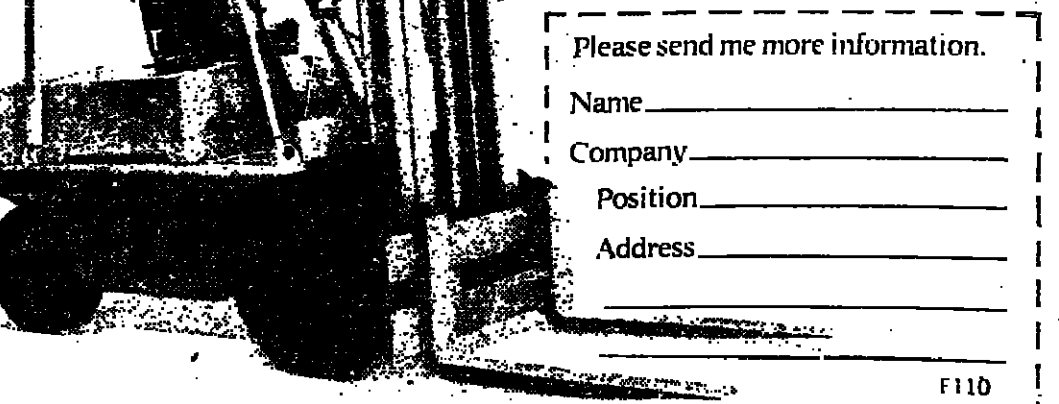 Please send me more information.
Name
Company
Position
Address
F110